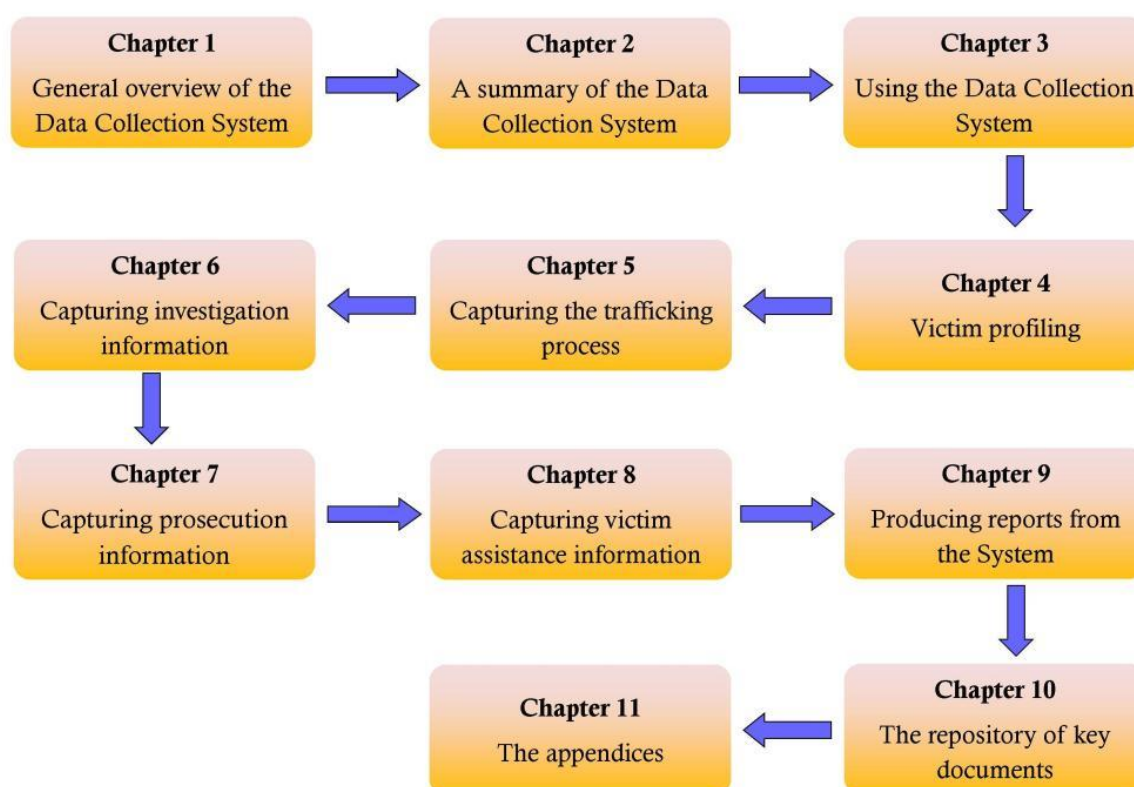 Chapter 1
General overview of the
Data Collection System
Chapter 2
A summary of the Data
Collection System
Chapter 3
Using the Data Collection
System
Chapter 4
Victim profiling
Chapter 5
Capturing the trafficking
process
Chapter 6
Capturing investigation
information
Chapter 7
Capturing prosecution
information
Chapter 8
Capturing victim
assistance information
Chapter 9
Producing reports from
the System
Chapter 10
The repository of key
documents
Chapter 11
The appendices